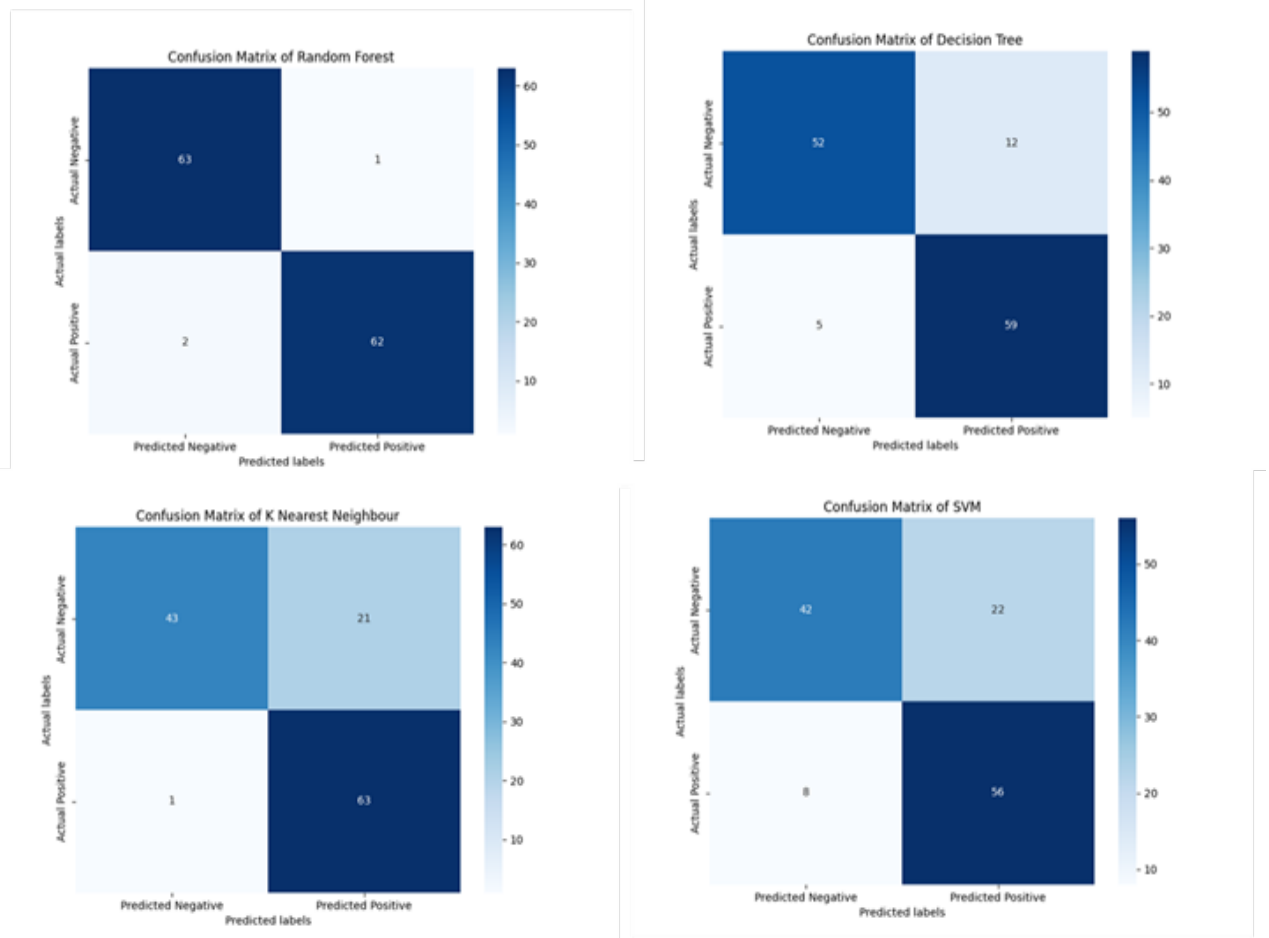 Confusion Matrix of Random Forest
60
50
40
30
20
10
63
1
2
62
Actual Negative
Actual Positive
Actual labels
Predicted Negative
Predicted Positive
Predicted labels
Confusion Matrix of Decision Tree
50
40
30
20
10
52
12
5
59
Actual Negative
Actual Positive
Actual labels
Predicted Negative
Predicted Positive
Predicted labels
Confusion Matrix of K Nearest Neighbour
60
50
40
30
20
10
43
21
1
63
Actual Negative
Actual Positive
Actual labels
Predicted Negative
Predicted Positive
Predicted labels
Confusion Matrix of SVM
50
40
30
20
10
42
22
8
56
Actual Negative
Actual Positive
Actual labels
Predicted Negative
Predicted Positive
Predicted labels